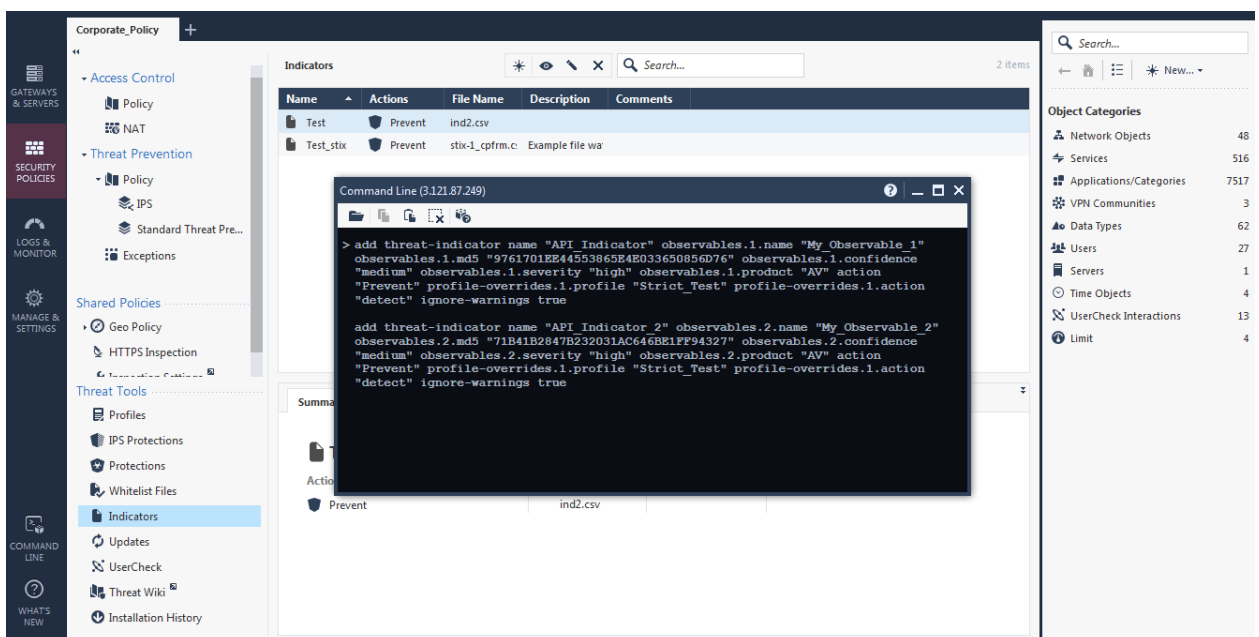 Corporate_Policy
GATEWAYS
& SERVERS
SECURITY
POLICIES
LOGS &
MONITOR
MANAGE &
SETTINGS
COMMAND
LINE
WHAT'S
NEW
Access Control
Policy
NAT
Threat Prevention
Policy
IPS
Standard Threat Pre...
Exceptions
Shared Policies
Geo Policy
HTTPS Inspection
Inspection Settings
Threat Tools
Profiles
IPS Protections
Protections
Whitelist Files
Indicators
Updates
UserCheck
Threat Wiki
Installation History
Indicators
Search...
2 items
Name Actions File Name Description Comments
Test Prevent ind2.csv
Test_stix Prevent stix-1_cpfrm.c: Example file wa
Command Line (3.121.87.249)
> add threat-indicator name "API_Indicator" observables.1.name "My_Observable_1"
observables.1.md5 "9761701EE44553865E4E033650856D76" observables.1.confidence
"medium" observables.1.severity "high" observables.1.product "AV" action
"Prevent" profile-overrides.1.profile "Strict_Test" profile-overrides.1.action
"detect" ignore-warnings true
add threat-indicator name "API_Indicator_2" observables.2.name "My_Observable_2"
observables.2.md5 "71B41B2847B232031AC646BE1FF94327" observables.2.confidence
"medium" observables.2.severity "high" observables.2.product "AV" action
"Prevent" profile-overrides.1.profile "Strict_Test" profile-overrides.1.action
"detect" ignore-warnings true
Summa
T
Actio
Prevent ind2.csv
Search...
New...
Object Categories
Network Objects 48
Services 516
Applications/Categories 7517
VPN Communities 3
Data Types 62
Users 27
Servers 1
Time Objects 4
UserCheck Interactions 13
Limit 4